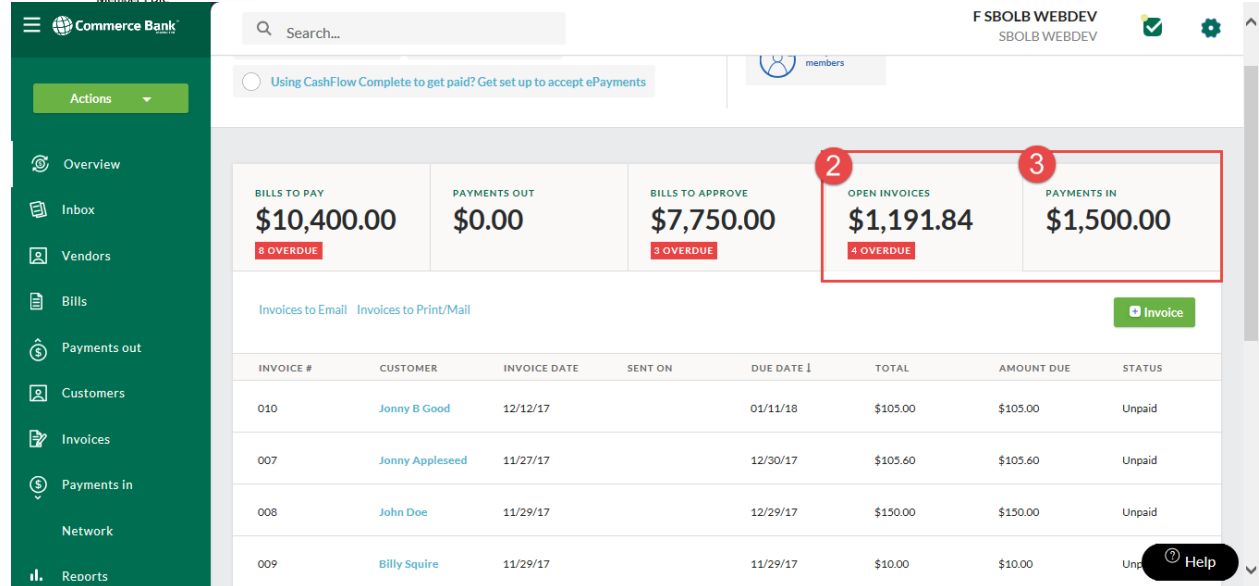 Commerce Bank
Search...
F SBOLB WEBDEV
SBOLB WEBDEV
members
Using CashFlow Complete to get paid? Get set up to accept ePayments
Actions
Overview
Inbox
Vendors
Bills
Payments out
Customers
Invoices
Payments in
Network
Reports
2
3
BILLS TO PAY
$10,400.00
8 OVERDUE
PAYMENTS OUT
$0.00
BILLS TO APPROVE
$7,750.00
3 OVERDUE
OPEN INVOICES
$1,191.84
4 OVERDUE
PAYMENTS IN
$1,500.00
Invoices to Email Invoices to Print/Mail
Invoice
INVOICE # CUSTOMER INVOICE DATE SENT ON DUE DATE TOTAL AMOUNT DUE STATUS
010 Jonny B Good 12/12/17 01/11/18 $105.00 $105.00 Unpaid
007 Jonny Appleseed 11/27/17 12/30/17 $105.60 $105.60 Unpaid
008 John Doe 11/29/17 12/29/17 $150.00 $150.00 Unpaid
009 Billy Squire 11/29/17 11/29/17 $10.00 $10.00
Help